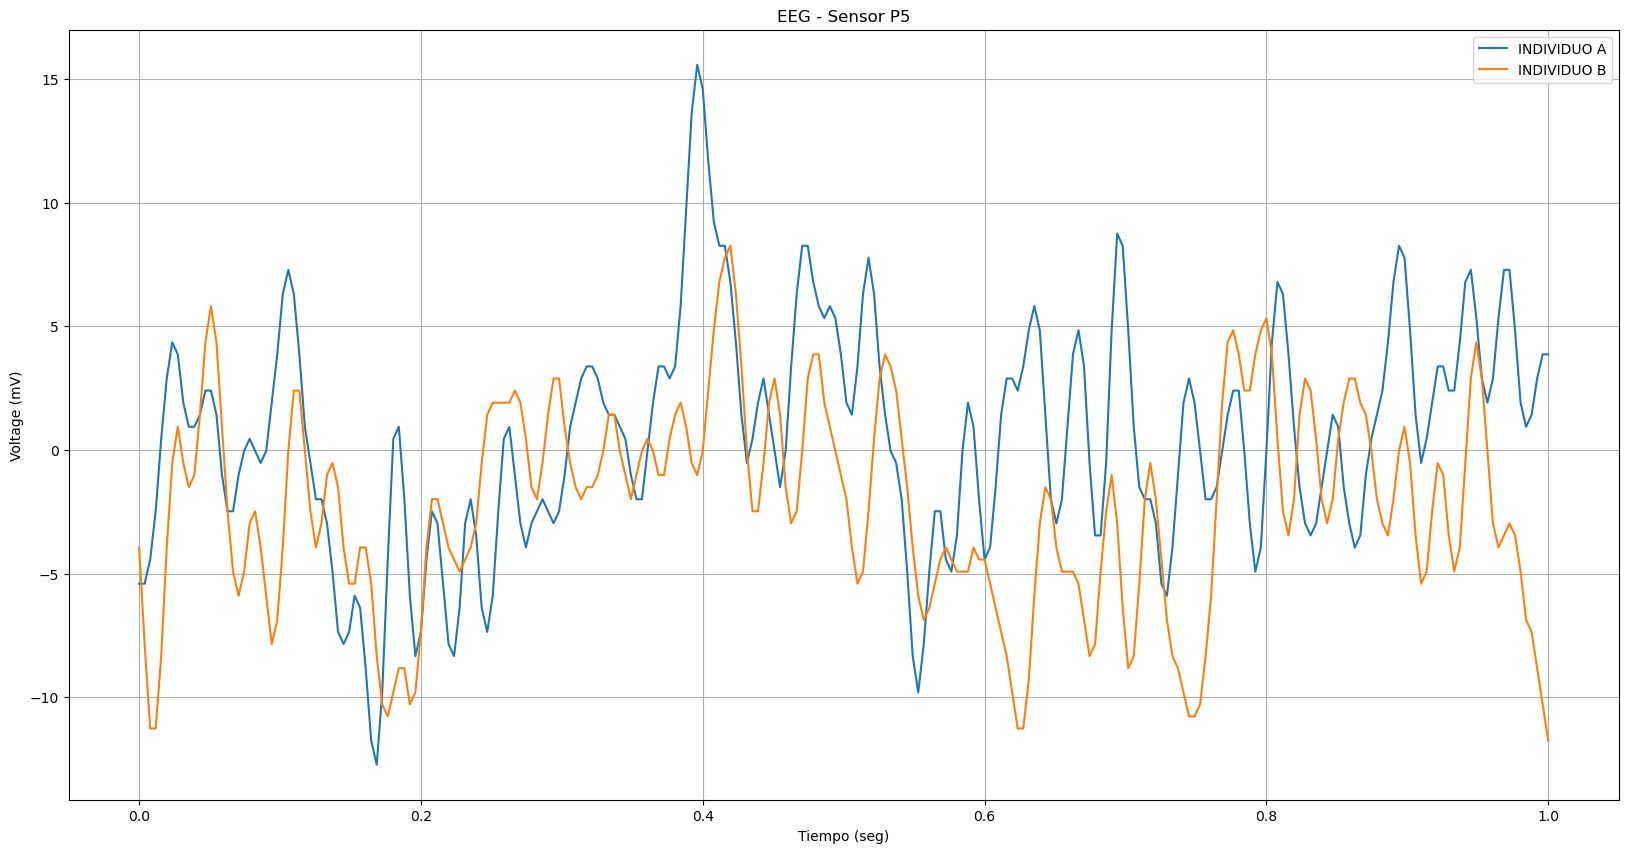 EEG - Sensor P5
INDIVIDUO A
INDIVIDUO B
Voltage (mV)
15
10
5
0
−5
−10
0.0
0.2
0.4
0.6
0.8
1.0
Tiempo (seg)